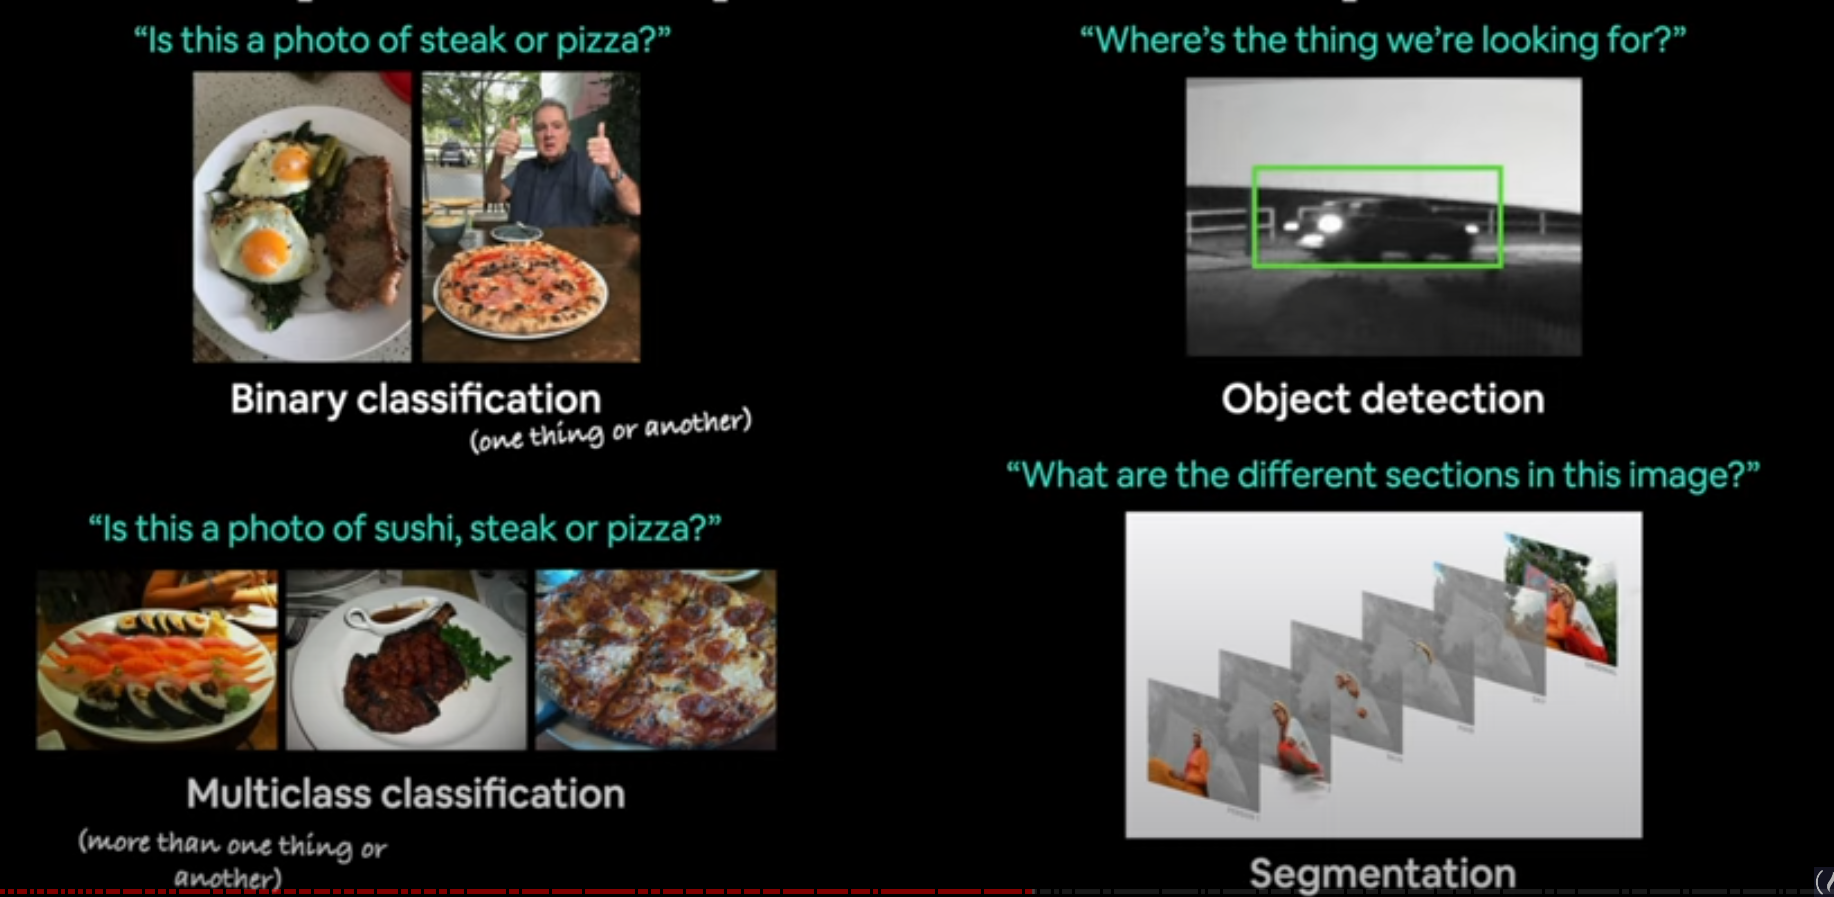 “Is this a photo of steak or pizza?”
Binary classification
(one thing or another)
“Is this a photo of sushi, steak or pizza?”
Multiclass classification
(more than one thing or
another)
“Where’s the thing we’re looking for?”
Object detection
“What are the different sections in this image?”
Segmentation